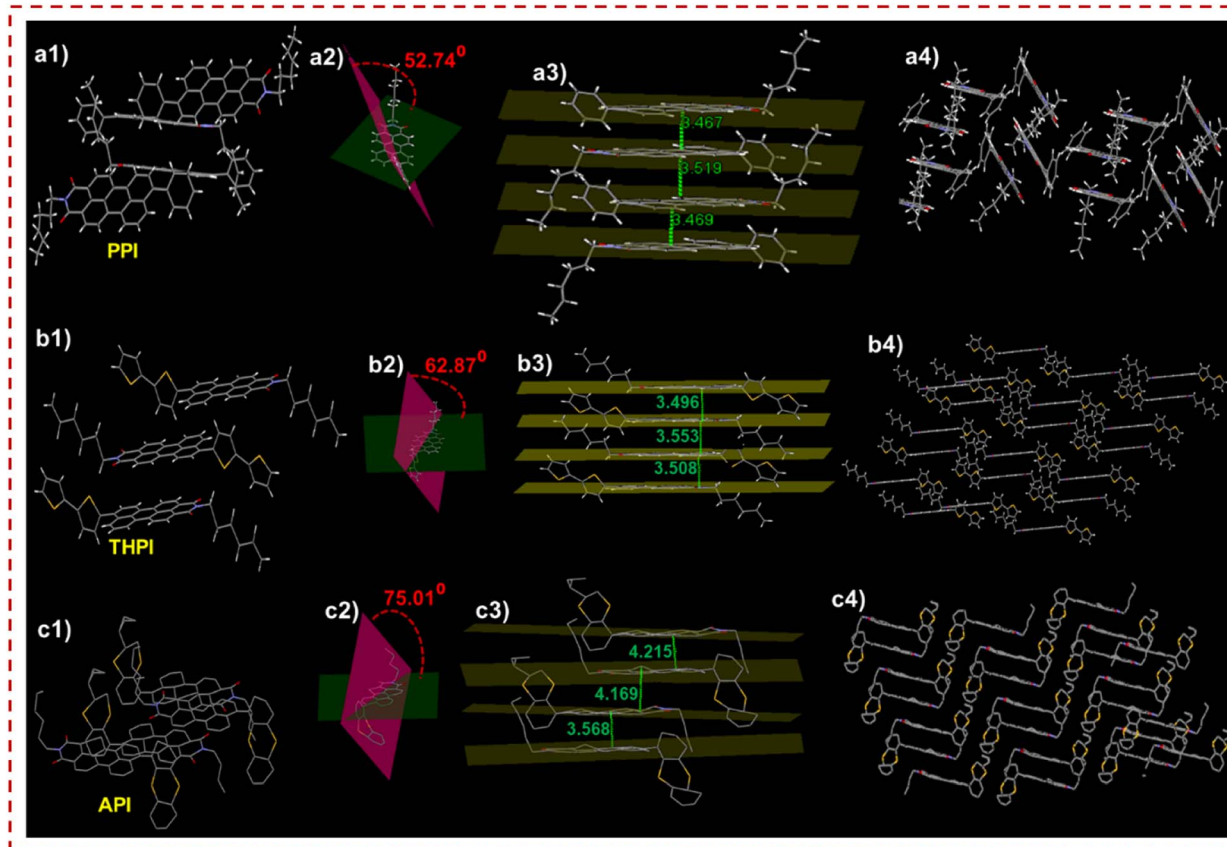 a1)
a2)
52.74⁰
a3)
3.467
3.519
3.469
a4)
PPI
b1)
b2)
62.87⁰
b3)
3.496
3.553
3.508
b4)
THPI
c1)
c2)
75.01⁰
c3)
4.215
4.169
3.568
c4)
API